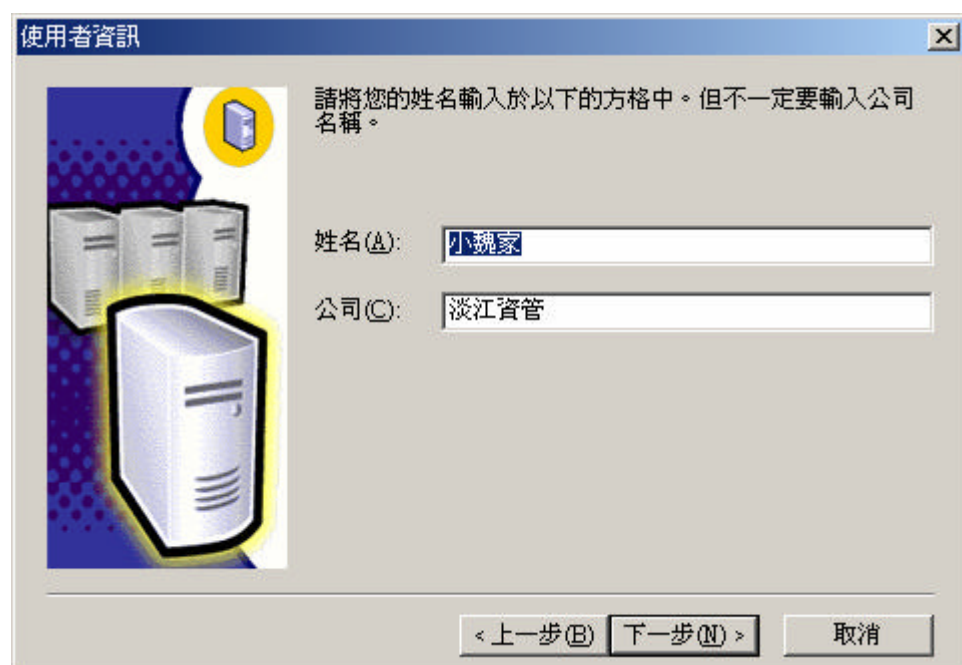 使用者資訊
請將您的姓名輸入於以下的方格中。但不一定要輸入公司
名稱。
姓名(A): 小魏家
公司(C): 淡江資管
<上一步(B) 下一步(N)> 取消